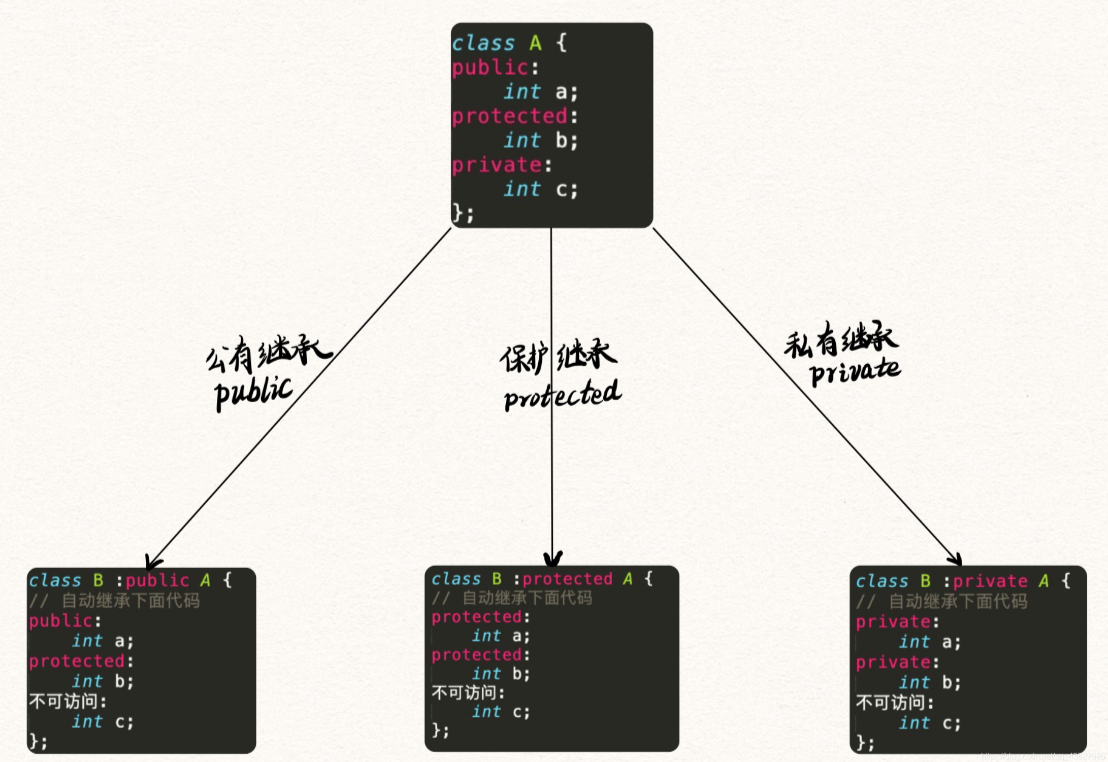 class A {
public:
    int a;
protected:
    int b;
private:
    int c;
};
公有继承
public
保护继承
protected
私有继承
private
class B :public A {
// 自动继承下面代码
public:
    int a;
protected:
    int b;
不可访问:
    int c;
};
class B :protected A {
// 自动继承下面代码
protected:
    int a;
protected:
    int b;
不可访问:
    int c;
};
class B :private A {
// 自动继承下面代码
private:
    int a;
private:
    int b;
不可访问:
    int c;
};